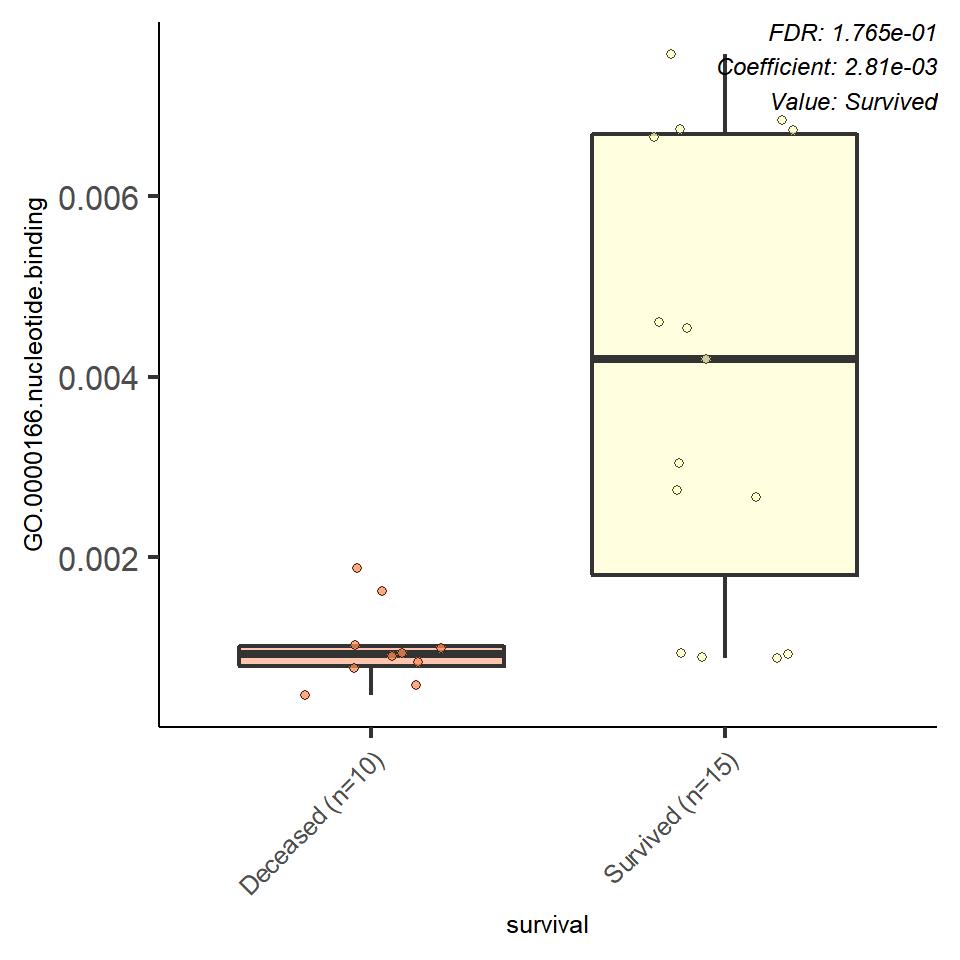 FDR: 1.765e-01
Coefficient: 2.81e-03
Value: Survived
GO.0000166.nucleotide.binding
0.006
0.004
0.002
Deceased (n=10)
Survived (n=15)
survival